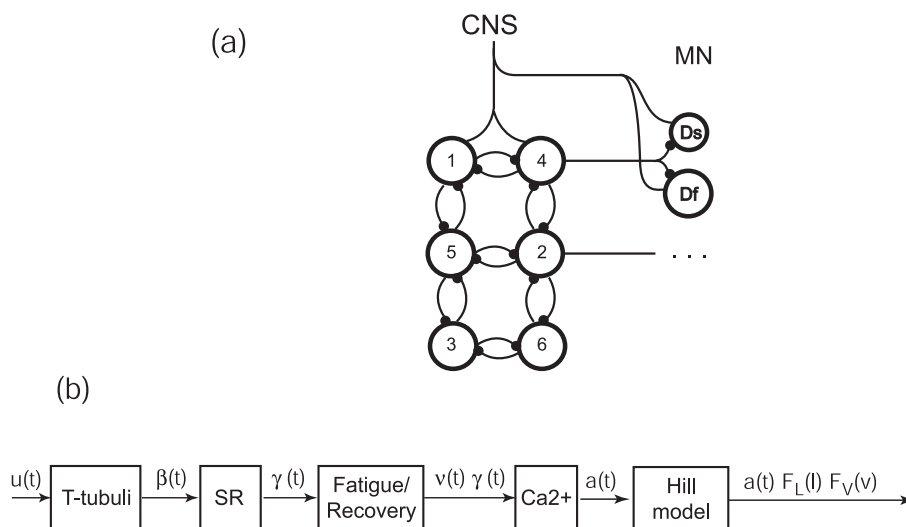 (a)
CNS
MN
Ds
1
4
Df
5
2
. . .
3
6
(b)
u(t)
T-tubuli
β(t)
SR
γ(t)
Fatigue/
Recovery
ν(t) γ(t)
Ca2+
a(t)
Hill
model
a(t) F_L(l) F_V(v)